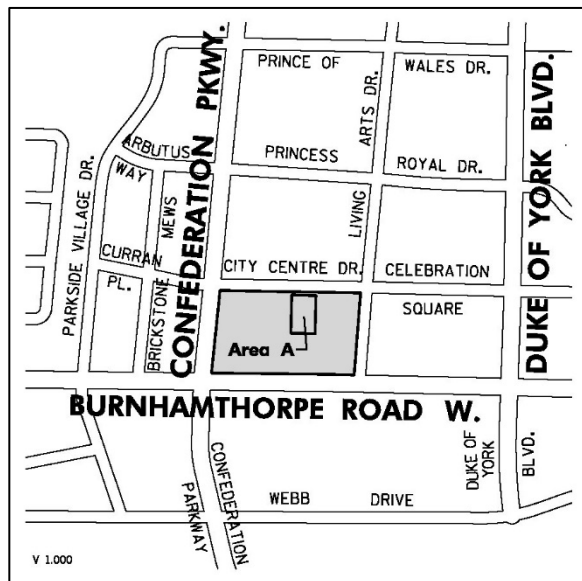 PRINCE OF
WALES DR.
CONFEDERATION PKWY.
DUKE OF YORK BLVD.
ARBUTUS
WAY
PRINCESS
ROYAL DR.
LIVING
ARTS DR.
PARKSIDE VILLAGE DR.
BRICKSTONE
MEWS
CURRAN
PL.
CITY CENTRE DR.
CELEBRATION
SQUARE
Area A
BURNHAMTHORPE ROAD W.
DUKE OF
YORK
BLVD.
CONFEDERATION
PARKWAY
WEBB
DRIVE
V 1.000